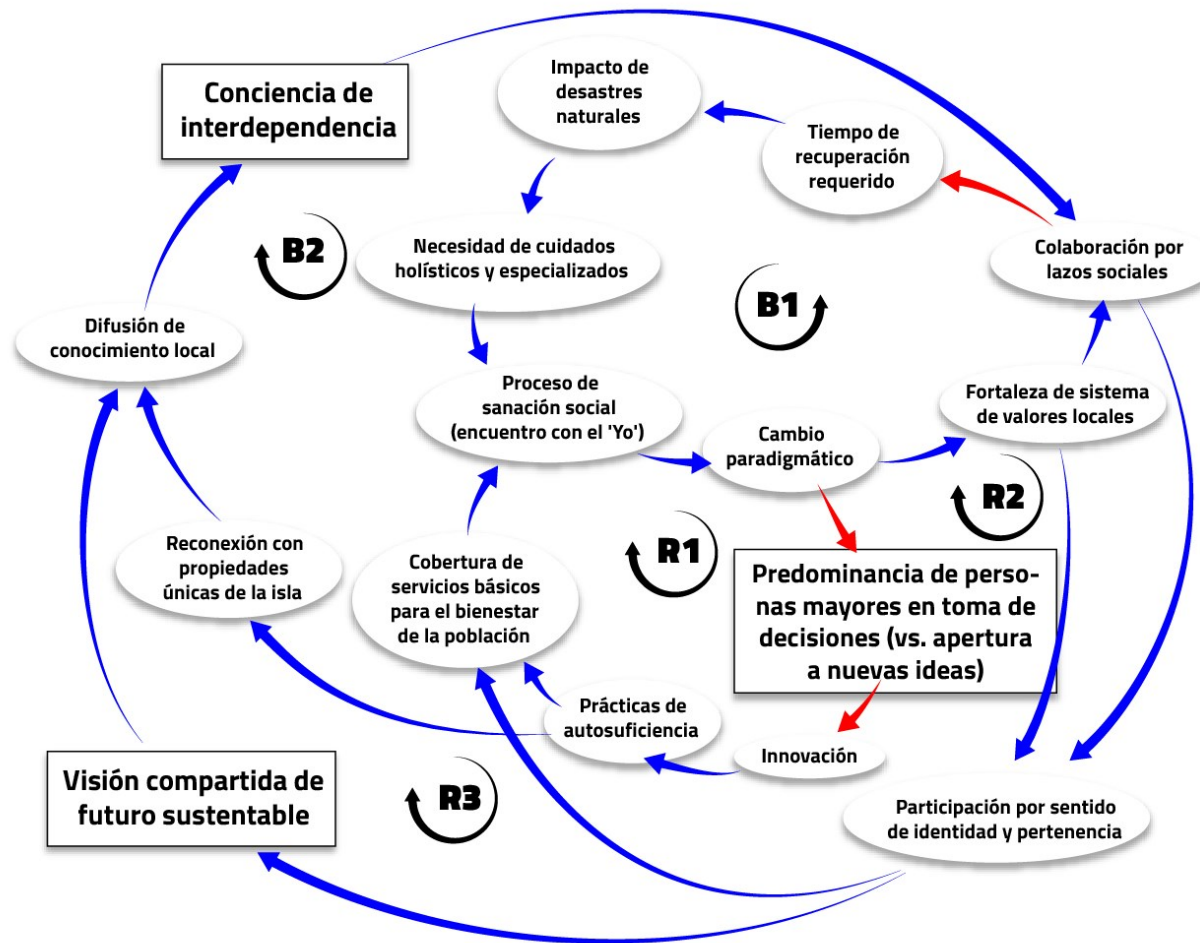 Conciencia de
interdependencia
Impacto de
desastres
naturales
Tiempo de
recuperación
requerido
B2
Necesidad de cuidados
holísticos y especializados
B1
Colaboración por
lazos sociales
Difusión de
conocimiento local
Proceso de
sanación social
(encuentro con el 'Yo')
Cambio
paradigmático
Fortaleza de sistema
de valores locales
R2
Reconexión con
propiedades
únicas de la isla
Cobertura de
servicios básicos
para el bienestar
de la población
R1
Predominancia de perso-
nas mayores en toma de
decisiones (vs. apertura
a nuevas ideas)
Prácticas de
autosuficiencia
Innovación
Visión compartida de
futuro sustentable
R3
Participación por sentido
de identidad y pertenencia